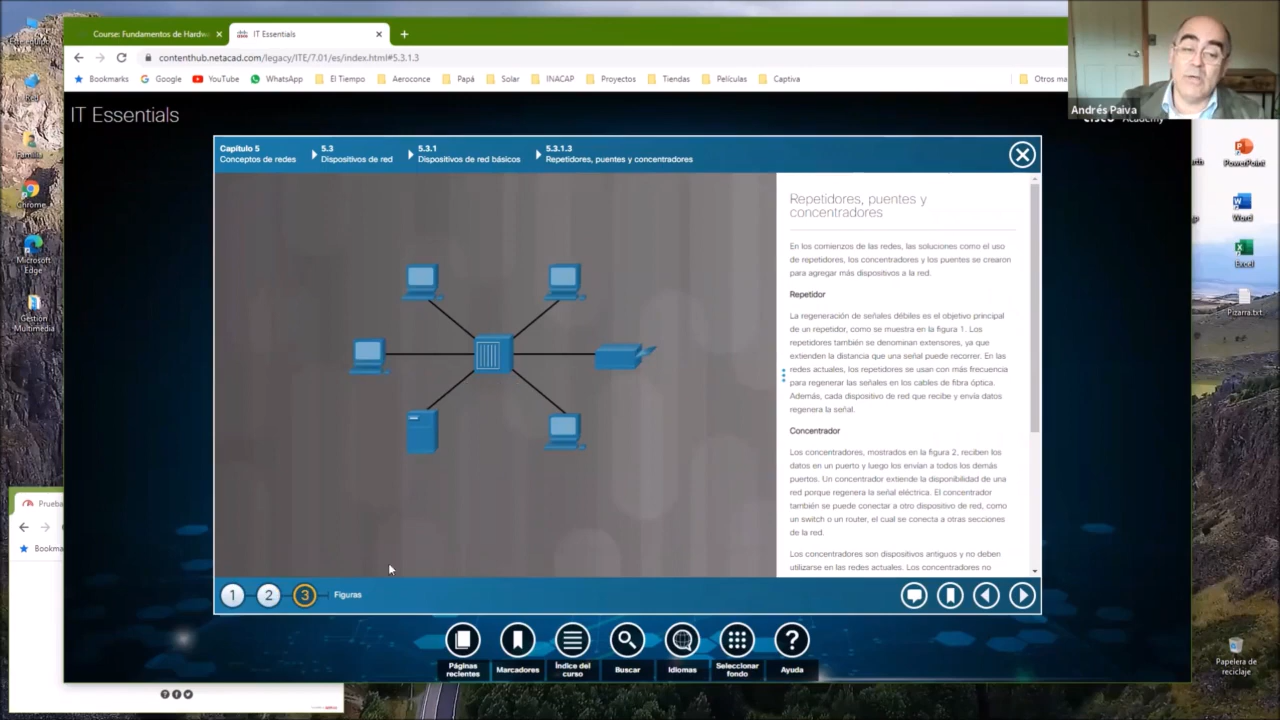 Course: Fundamentos de Hardw
IT Essentials
contenthub.netacad.com/legacy/ITE/7.01/es/index.html#5.3.1.3
Bookmarks
Google
YouTube
WhatsApp
El Tiempo
Aeroconce
Papá
Solar
INACAP
Proyectos
Tiendas
Películas
Captiva
Otros ma
Andrés Paiva
IT Essentials
Academy
Capítulo 5
Conceptos de redes
5.3
Dispositivos de red
5.3.1
Dispositivos de red básicos
5.3.1.3
Repetidores, puentes y concentradores
Repetidores, puentes y
concentradores
En los comienzos de las redes, las soluciones como el uso
de repetidores, los concentradores y los puentes se crearon
para agregar más dispositivos a la red.
Repetidor
La regeneración de señales débiles es el objetivo principal
de un repetidor, como se muestra en la figura 1. Los
repetidores también se denominan extensores, ya que
extienden la distancia que una señal puede recorrer. En las
redes actuales, los repetidores se usan con más frecuencia
para regenerar las señales en los cables de fibra óptica.
Además, cada dispositivo de red que recibe y envía datos
regenera la señal.
Concentrador
Los concentradores, mostrados en la figura 2, reciben los
datos en un puerto y luego los envían a todos los demás
puertos. Un concentrador extiende la disponibilidad de una
red porque regenera la señal eléctrica. El concentrador
también se puede conectar a otro dispositivo de red, como
un switch o un router, el cual se conecta a otras secciones
de la red.
Los concentradores son dispositivos antiguos y no deben
utilizarse en las redes actuales. Los concentradores no
1
2
3
Figuras
Páginas
recientes
Marcadores
Índice del
curso
Buscar
Idiomas
Seleccionar
fondo
Ayuda
Red
Familia
Chrome
Microsoft
Edge
Gestión
Multimedia
Prueba
Bookma
PowerPoint
Word
Excel
Pizarra.txt
Papelera de
reciclaje